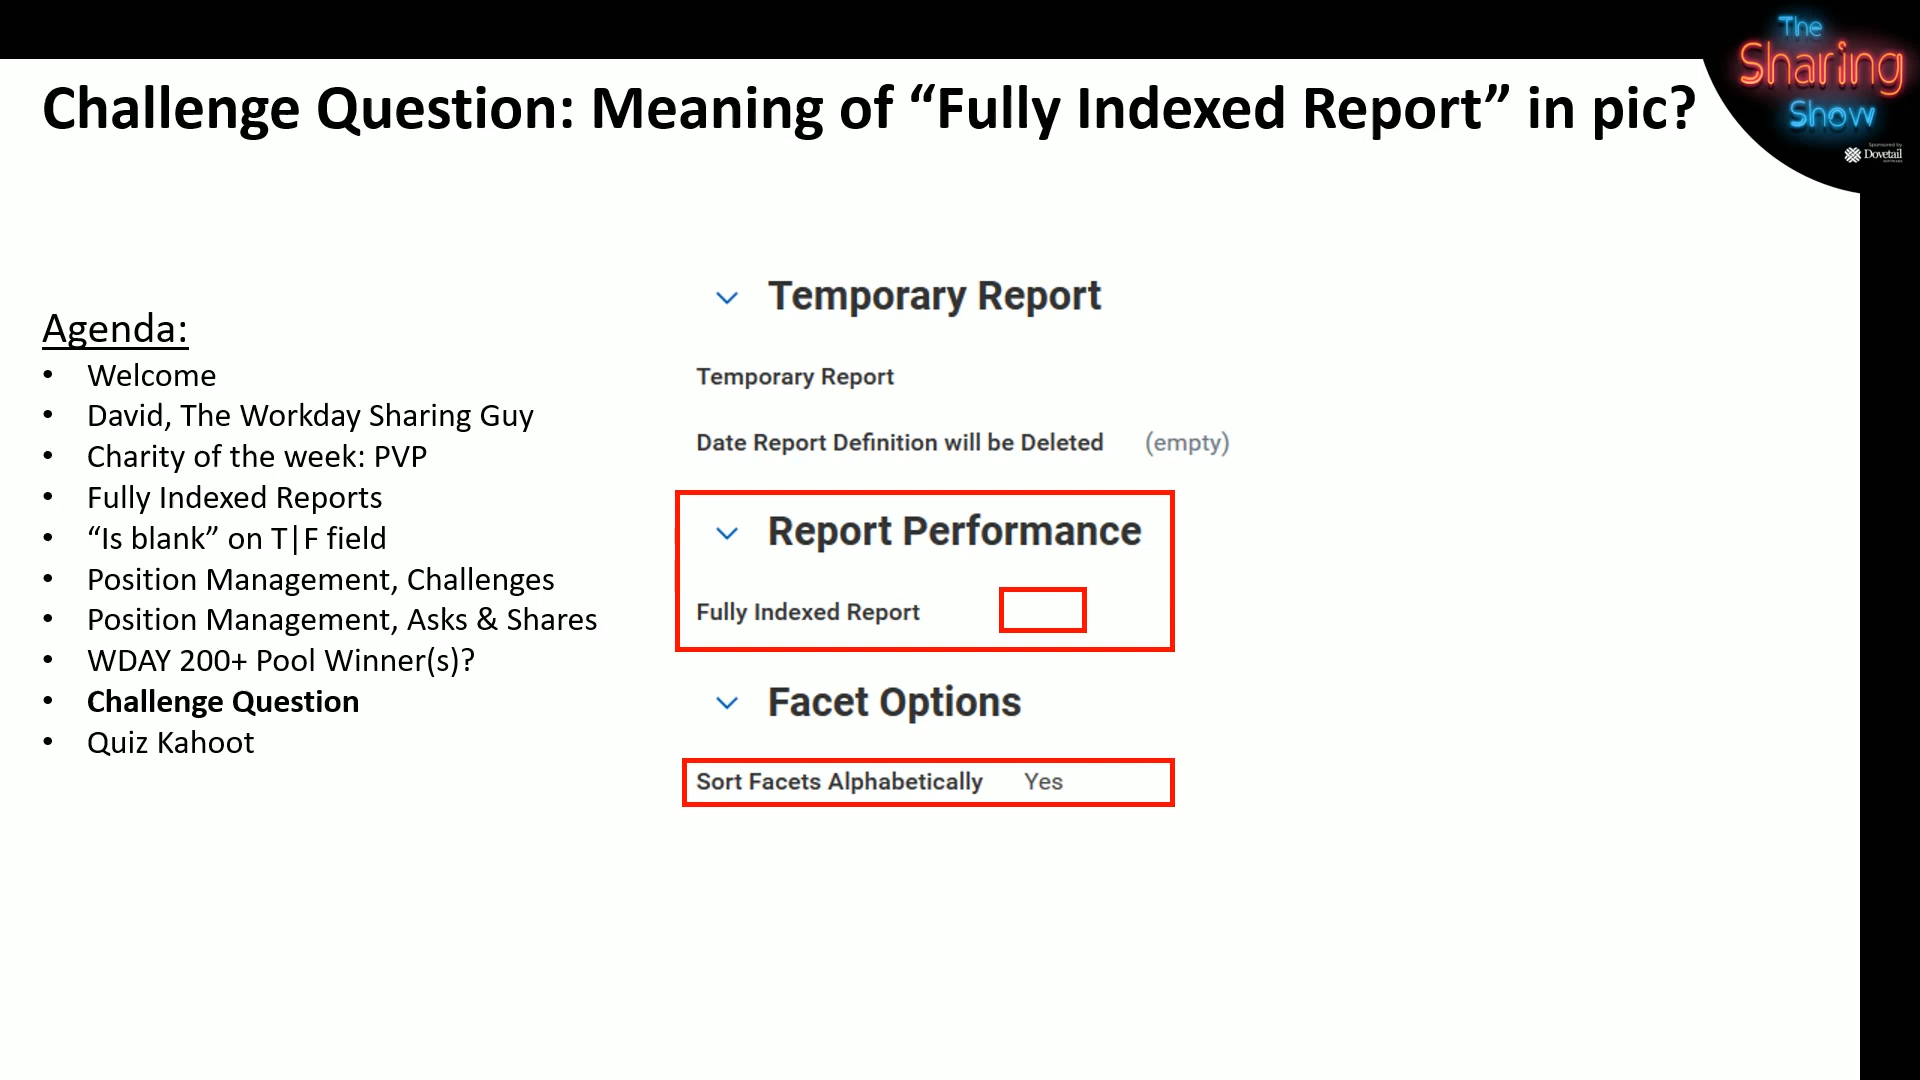 The
Sharing
Show
Sponsored by
Dovetail
Challenge Question: Meaning of “Fully Indexed Report” in pic?
Agenda:
• Welcome
• David, The Workday Sharing Guy
• Charity of the week: PVP
• Fully Indexed Reports
• “Is blank” on T|F field
• Position Management, Challenges
• Position Management, Asks & Shares
• WDAY 200+ Pool Winner(s)?
• Challenge Question
• Quiz Kahoot
Temporary Report
Temporary Report
Date Report Definition will be Deleted (empty)
Report Performance
Fully Indexed Report
Facet Options
Sort Facets Alphabetically Yes